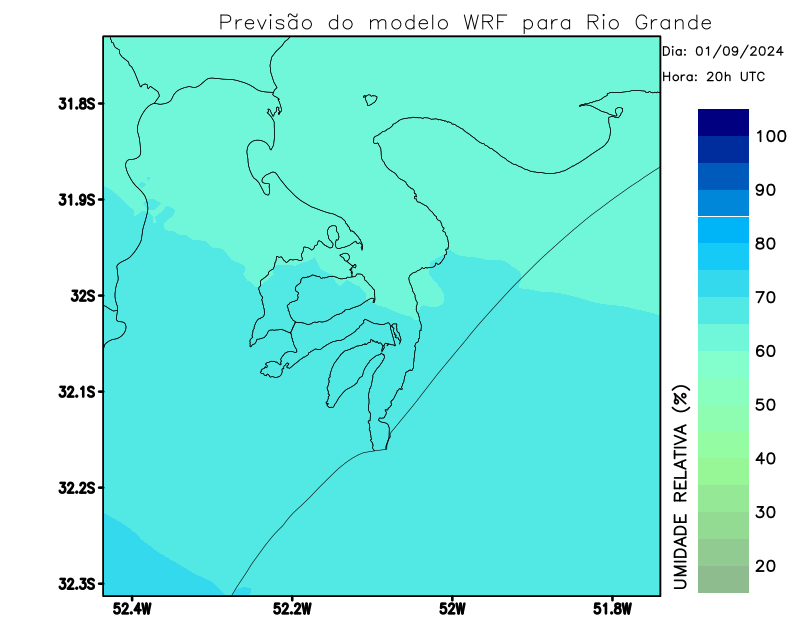 Previsão do modelo WRF para Rio Grande
Dia: 01/09/2024
Hora: 20h UTC
31.8S
31.9S
32S
32.1S
32.2S
32.3S
52.4W
52.2W
52W
51.8W
100
90
80
70
60
50
40
30
20
UMIDADE RELATIVA (%)